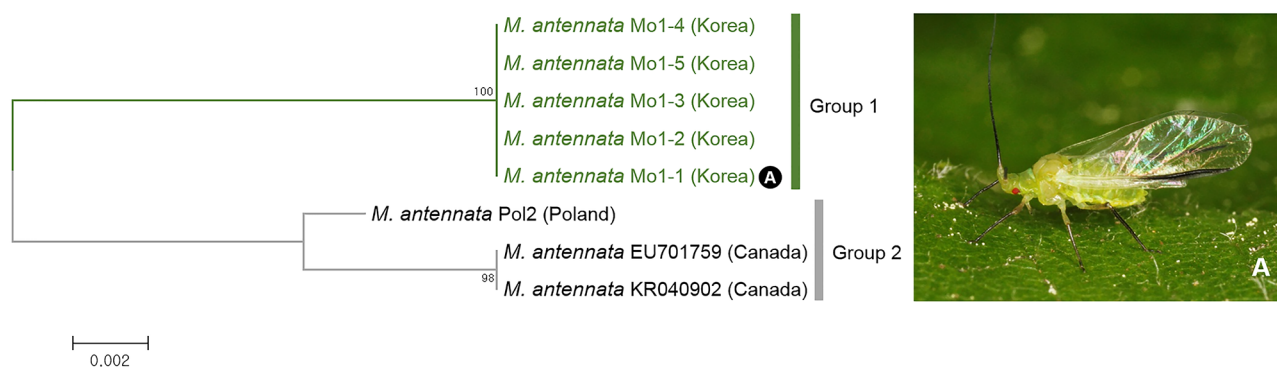 M. antennata Mo1-4 (Korea)
M. antennata Mo1-5 (Korea)
100
M. antennata Mo1-3 (Korea)
Group 1
M. antennata Mo1-2 (Korea)
M. antennata Mo1-1 (Korea) A
M. antennata Pol2 (Poland)
M. antennata EU701759 (Canada)
Group 2
98
M. antennata KR040902 (Canada)
0.002
A